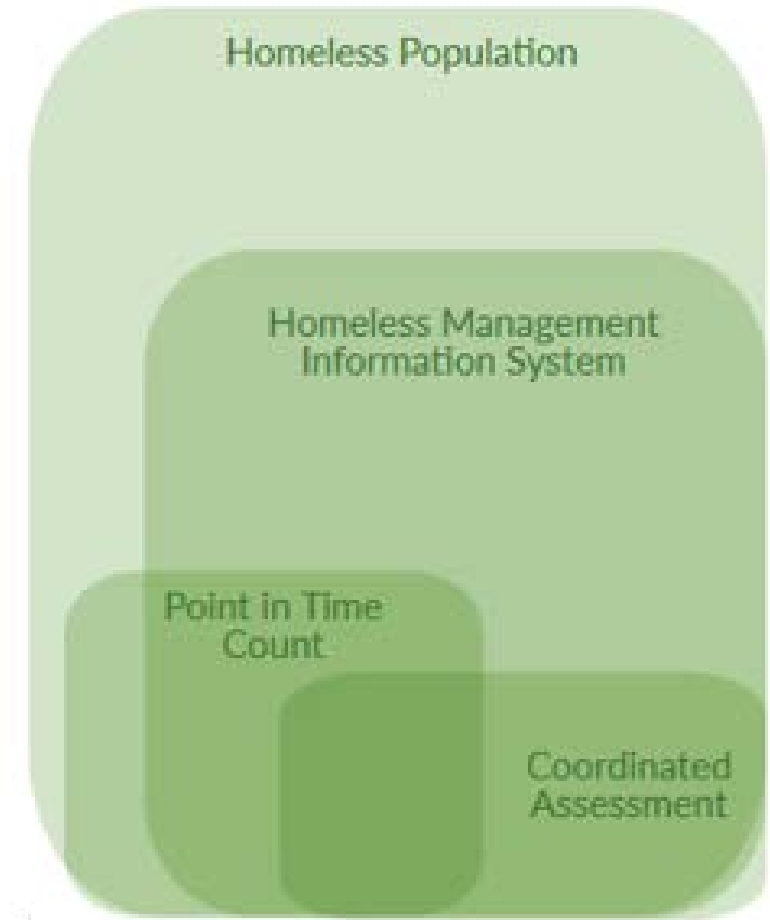 Homeless Population
Homeless Management
Information System
Point in Time
Count
Coordinated
Assessment